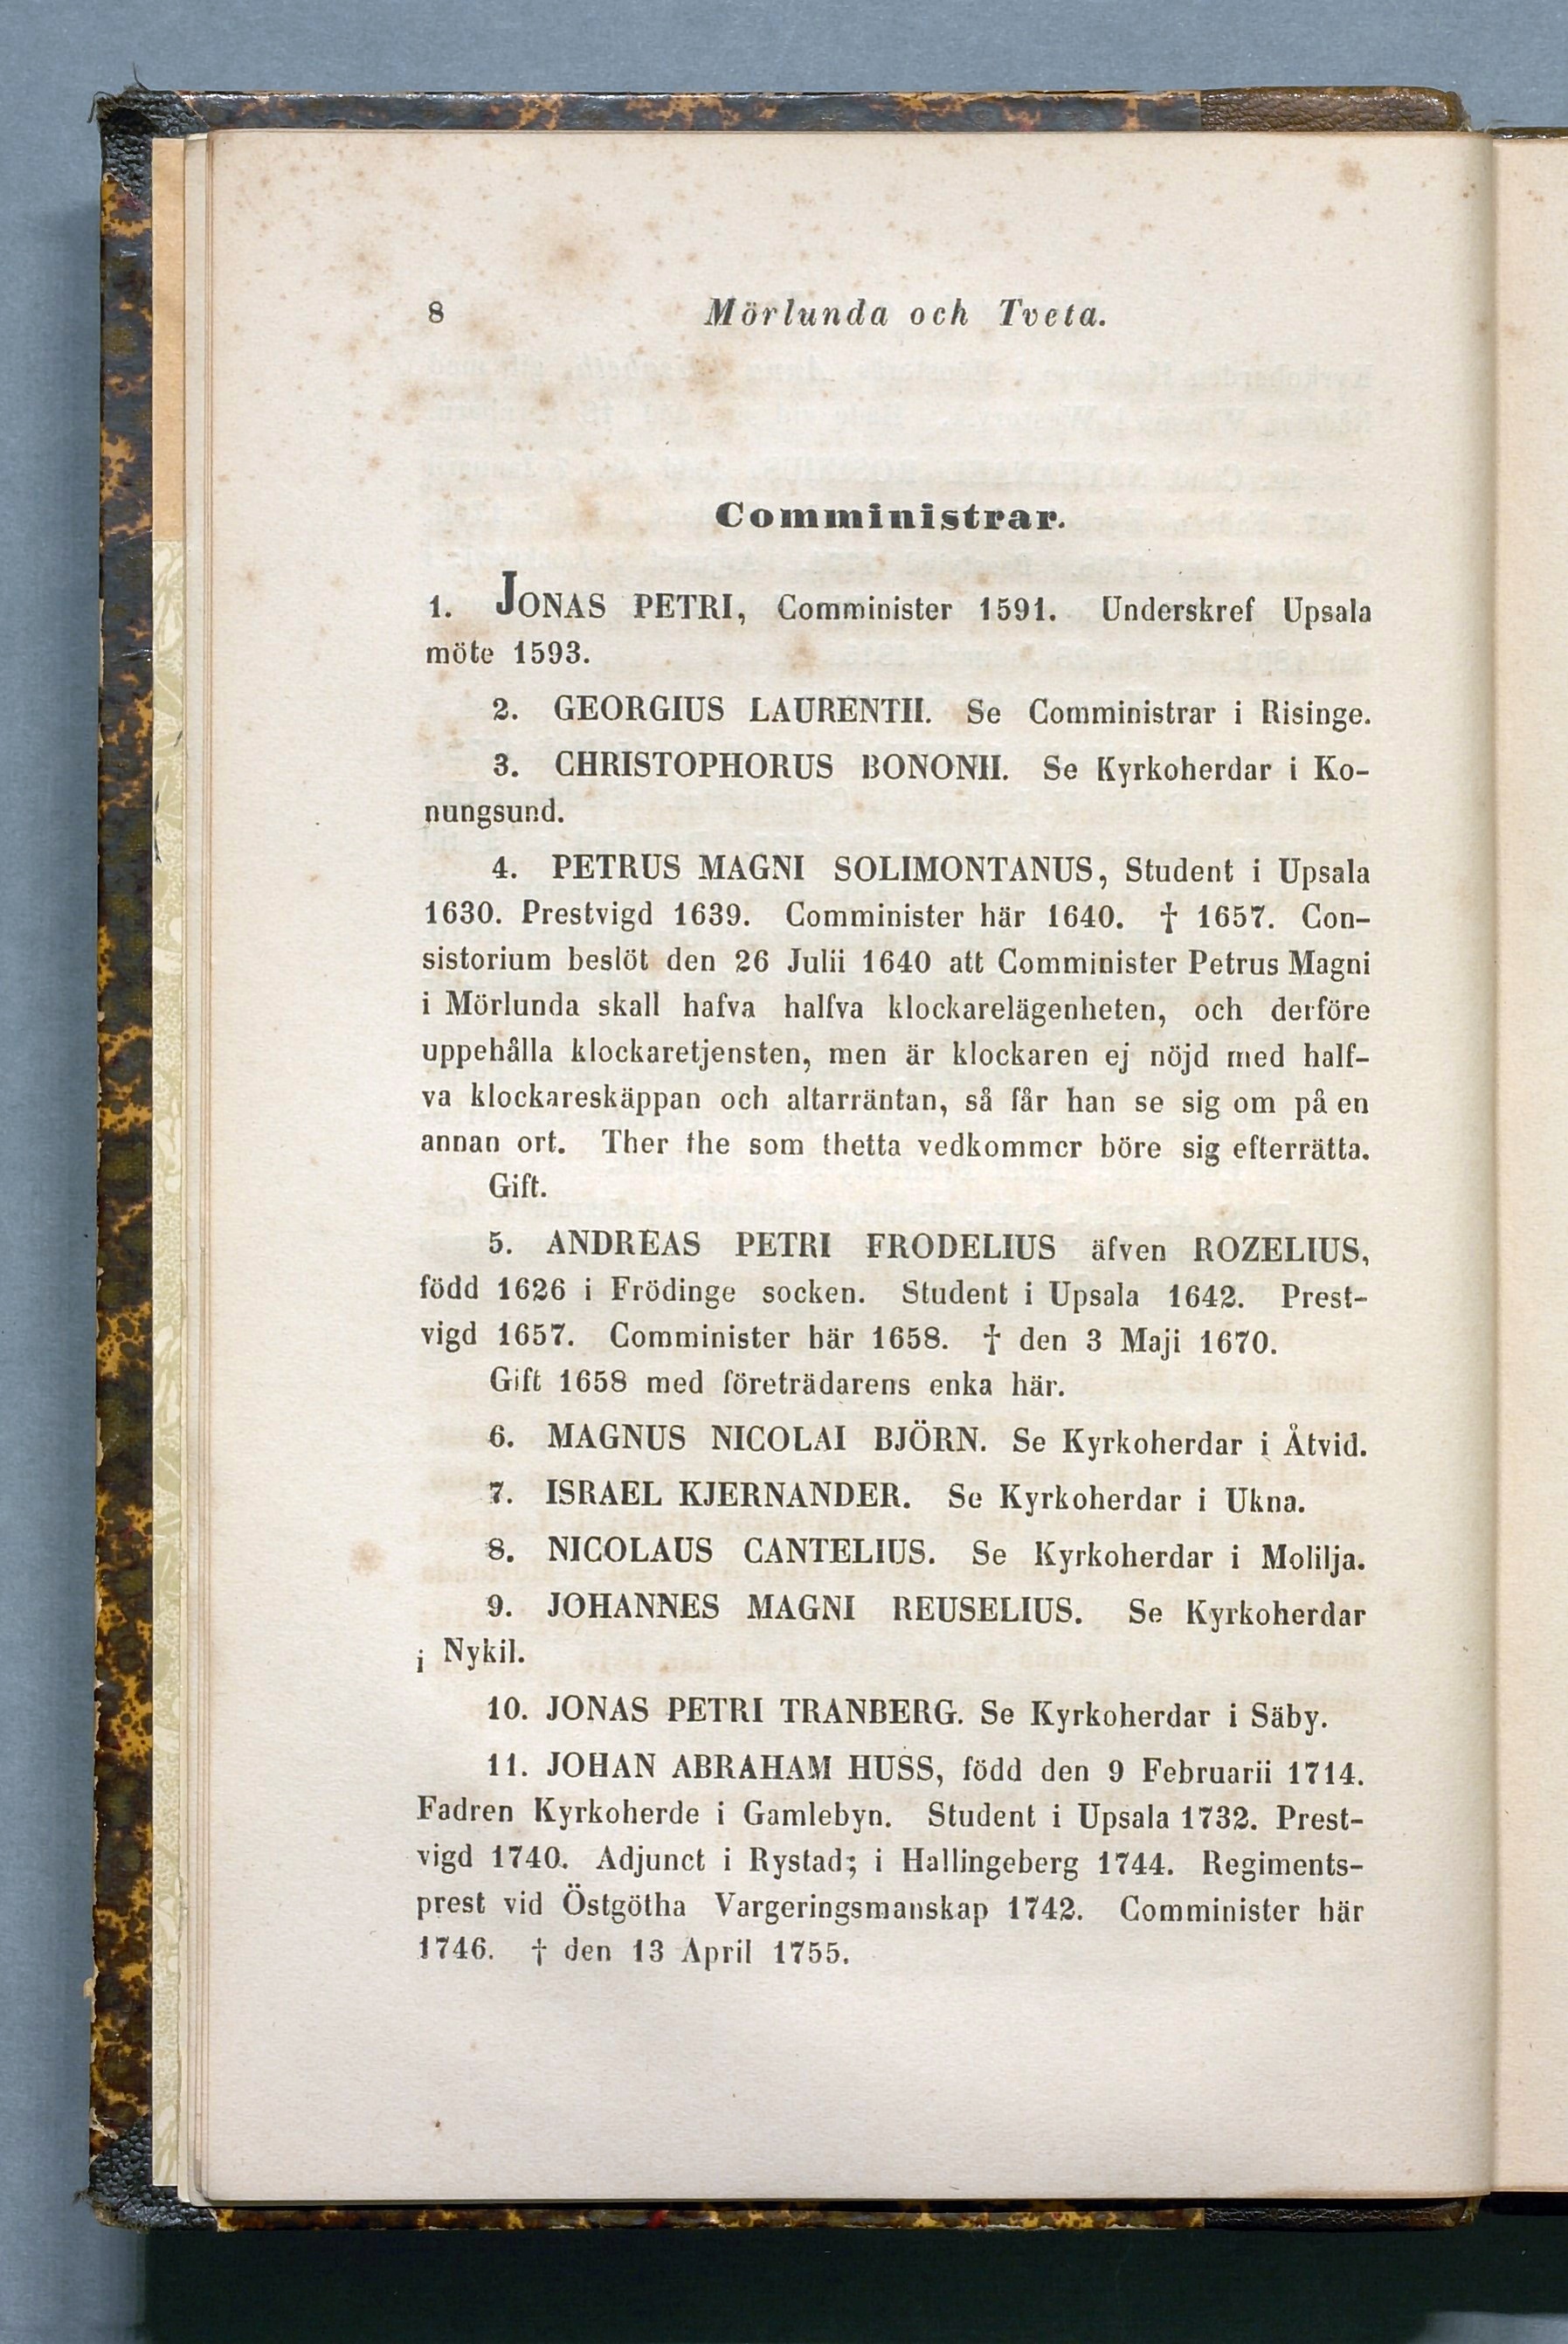 8 Mörlunda och Tveta.
Comministrar.
1. JONAS PETRI, Comminister 1591. Underskref Upsala
möte 1593.
2. GEORGIUS LAURENTII. Se Comministrar i Risinge.
3. CHRISTOPHORUS BONONII. Se Kyrkoherdar i Ko-
nungsund.
4. PETRUS MAGNI SOLIMONTANUS, Student i Upsala
1630. Prestvigd 1639. Comminister här 1640. † 1657. Con-
sistorium beslöt den 26 Julii 1640 att Comminister Petrus Magni
i Mörlunda skall hafva halfva klockarelägenheten, och derföre
uppehålla klockaretjensten, men är klockaren ej nöjd med half-
va klockareskäppan och altarräntan, så får han se sig om på en
annan ort. Ther the som thetta vedkommer böre sig efterrätta.
Gift.
5. ANDREAS PETRI FRODELIUS äfven ROZELIUS,
född 1626 i Frödinge socken. Student i Upsala 1642. Prest-
vigd 1657. Comminister här 1658. † den 3 Maji 1670.
Gift 1658 med företrädarens enka här.
6. MAGNUS NICOLAI BJÖRN. Se Kyrkoherdar i Åtvid.
7. ISRAEL KJERNANDER. Se Kyrkoherdar i Ukna.
8. NICOLAUS CANTELIUS. Se Kyrkoherdar i Molilja.
9. JOHANNES MAGNI REUSELIUS. Se Kyrkoherdar
i Nykil.
10. JONAS PETRI TRANBERG. Se Kyrkoherdar i Säby.
11. JOHAN ABRAHAM HUSS, född den 9 Februarii 1714.
Fadren Kyrkoherde i Gamlebyn. Student i Upsala 1732. Prest-
vigd 1740. Adjunct i Rystad; i Hallingeberg 1744. Regiments-
prest vid Östgötha Vargeringsmanskap 1742. Comminister här
1746. † den 13 April 1755.